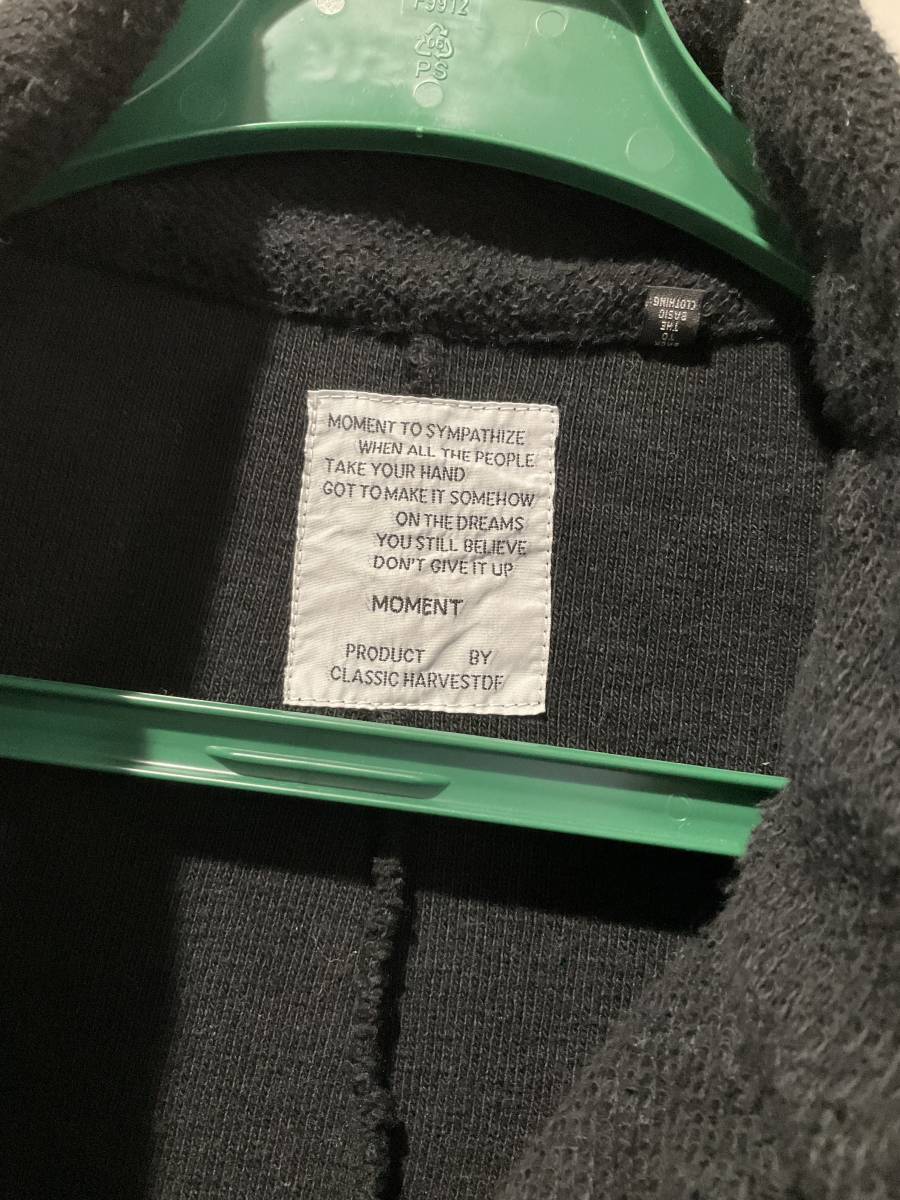 PS
MOMENT TO SYMPATHIZE
WHEN ALL THE PEOPLE
TAKE YOUR HAND
GOT TO MAKE IT SOMEHOW
ON THE DREAMS
YOU STILL BELIEVE
DON'T GIVE IT UP
MOMENT
PRODUCT BY
CLASSIC HARVESTDF
TO
THE
BASIC
CLOTHING